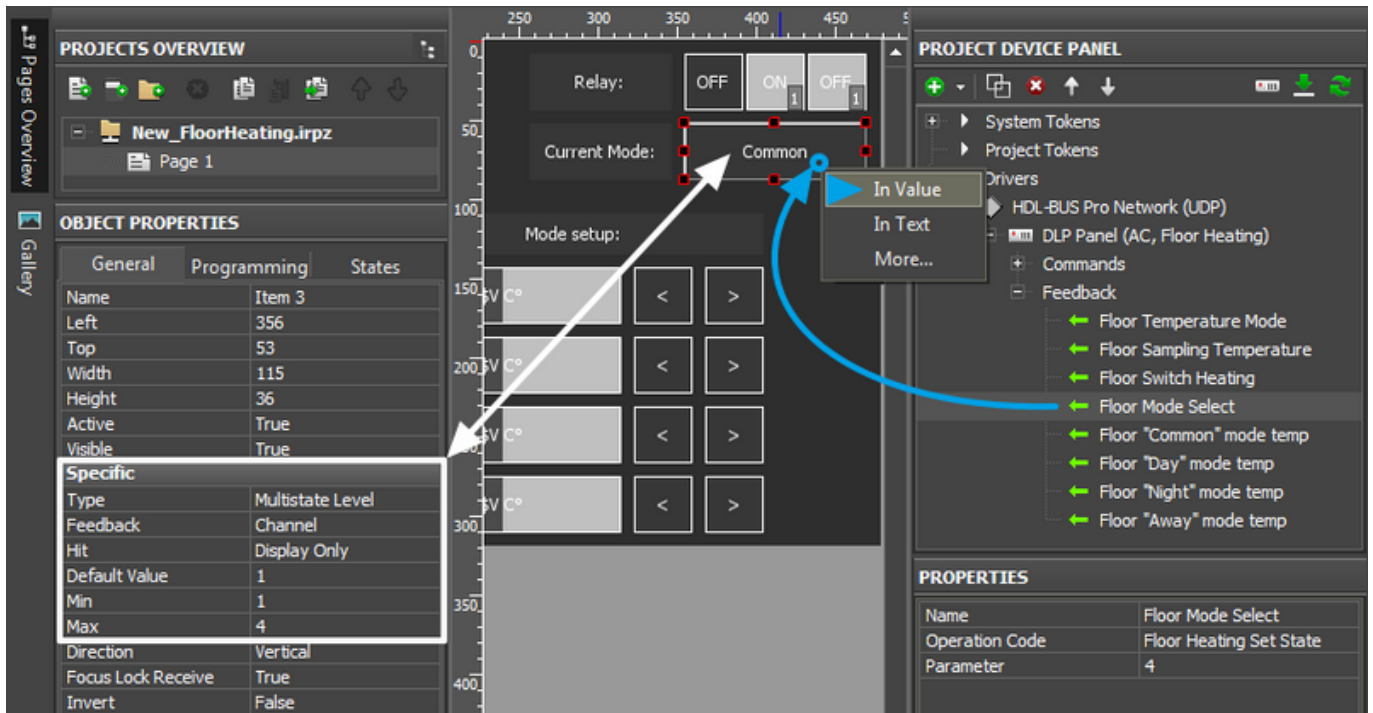 Pages Overview
Gallery
PROJECTS OVERVIEW
New_FloorHeating.irpz
Page 1
OBJECT PROPERTIES
General Programming States
Name Item 3
Left 356
Top 53
Width 115
Height 36
Active True
Visible True
Specific
Type Multistate Level
Feedback Channel
Hit Display Only
Default Value 1
Min 1
Max 4
Direction Vertical
Focus Lock Receive True
Invert False
250 300 350 400 450
0
50
100
150
200
300
350
400
Relay: OFF ON 1 OFF 1
Current Mode: Common
Mode setup:
$V C° < >
$V C° < >
$V C° < >
$V C° < >
In Value
In Text
More...
PROJECT DEVICE PANEL
System Tokens
Project Tokens
Drivers
HDL-BUS Pro Network (UDP)
DLP Panel (AC, Floor Heating)
Commands
Feedback
Floor Temperature Mode
Floor Sampling Temperature
Floor Switch Heating
Floor Mode Select
Floor "Common" mode temp
Floor "Day" mode temp
Floor "Night" mode temp
Floor "Away" mode temp
PROPERTIES
Name Floor Mode Select
Operation Code Floor Heating Set State
Parameter 4